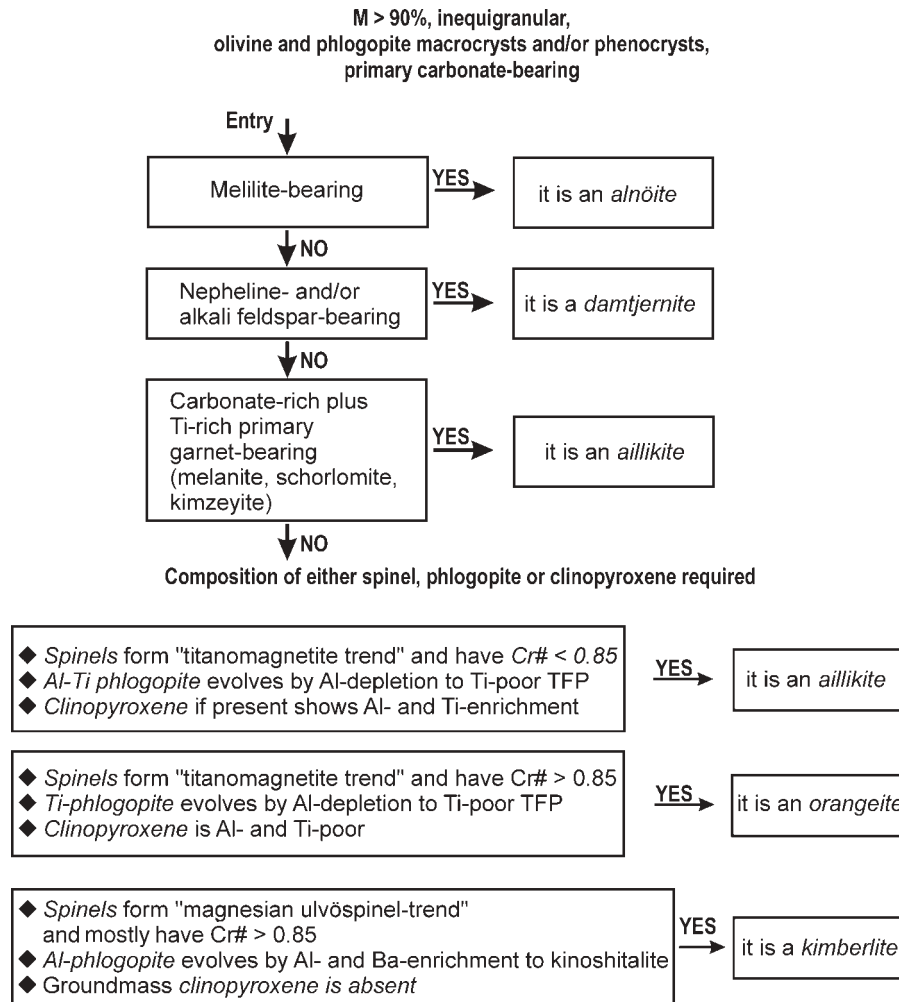 M > 90%, inequigranular,
olivine and phlogopite macrocrysts and/or phenocrysts,
primary carbonate-bearing
Entry
Melilite-bearing
YES
it is an alnöite
NO
Nepheline- and/or
alkali feldspar-bearing
YES
it is a damtjernite
NO
Carbonate-rich plus
Ti-rich primary
garnet-bearing
(melanite, schorlomite,
kimzeyite)
YES
it is an aillikite
NO
Composition of either spinel, phlogopite or clinopyroxene required
◆ Spinels form "titanomagnetite trend" and have Cr# < 0.85
◆ Al-Ti phlogopite evolves by Al-depletion to Ti-poor TFP
◆ Clinopyroxene if present shows Al- and Ti-enrichment
YES
it is an aillikite
◆ Spinels form "titanomagnetite trend" and have Cr# > 0.85
◆ Ti-phlogopite evolves by Al-depletion to Ti-poor TFP
◆ Clinopyroxene is Al- and Ti-poor
YES
it is an orangeite
◆ Spinels form "magnesian ulvöspinel-trend"
and mostly have Cr# > 0.85
◆ Al-phlogopite evolves by Al- and Ba-enrichment to kinoshitalite
◆ Groundmass clinopyroxene is absent
YES
it is a kimberlite